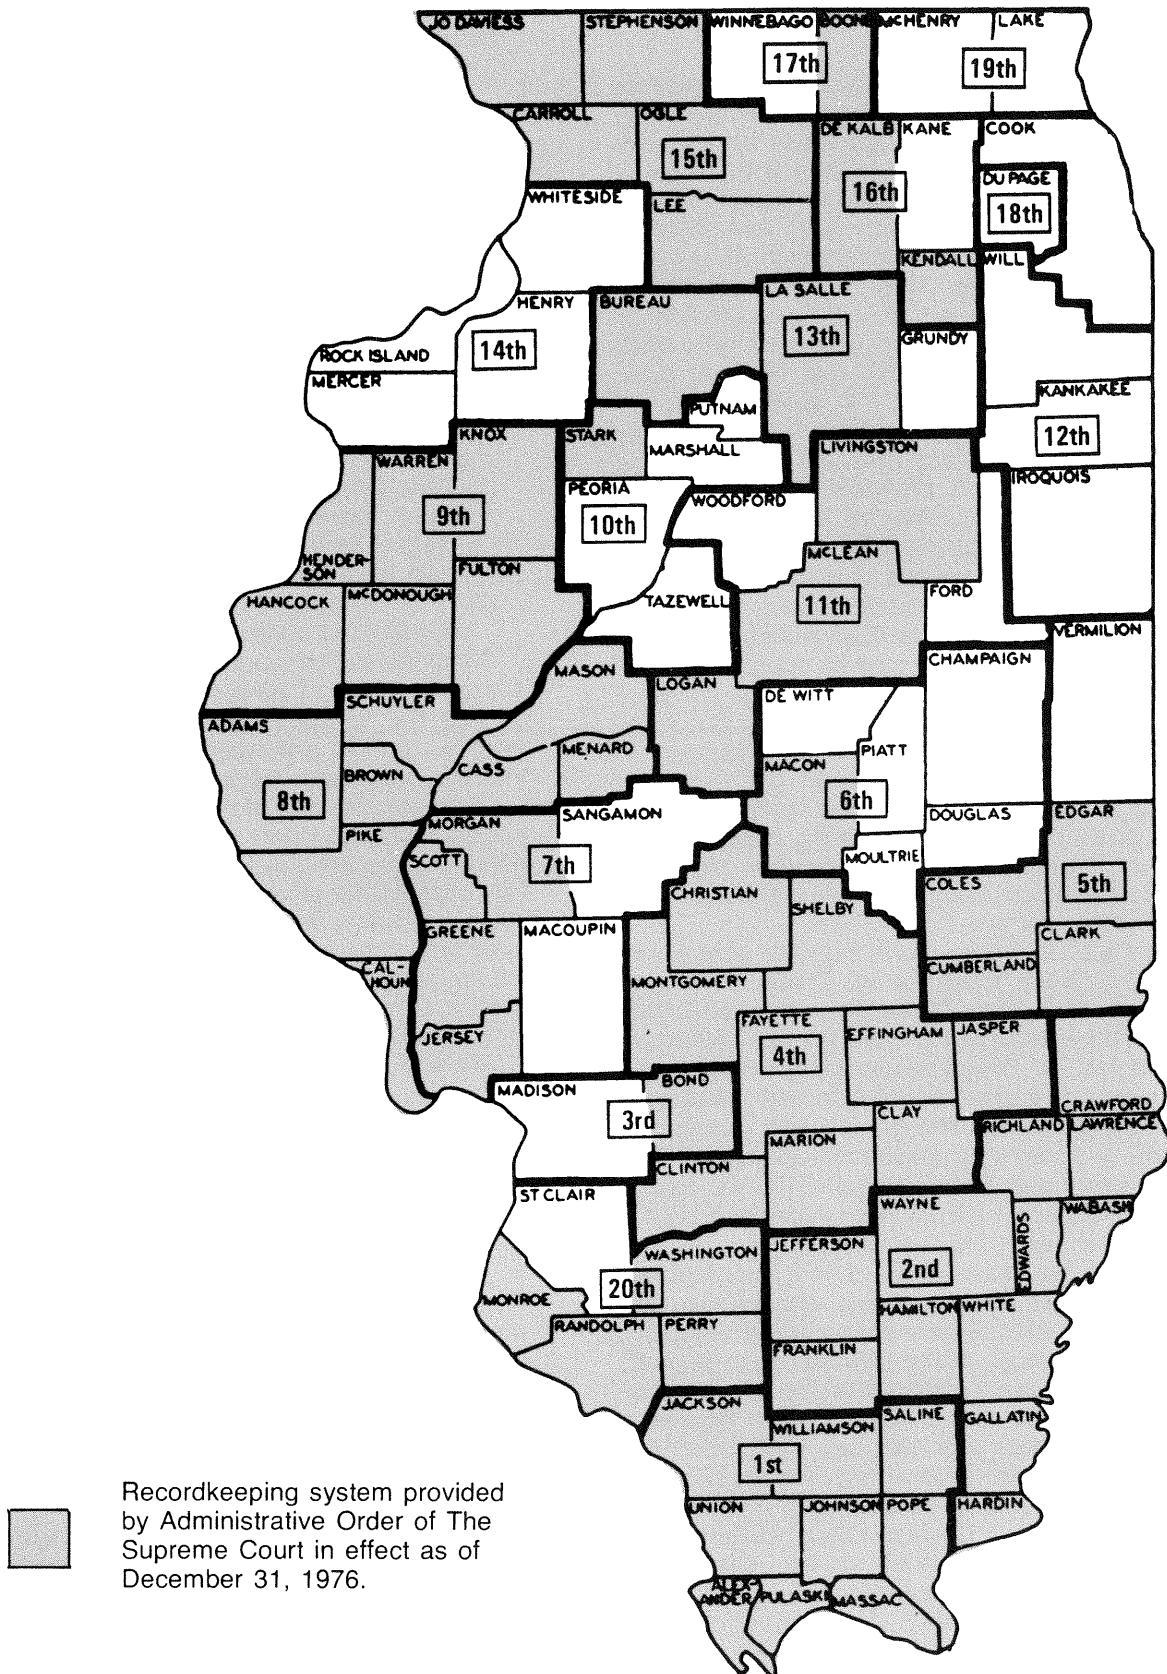 JO DAVIESS
STEPHENSON
WINNEBAGO
BOONE
McHENRY
LAKE
17th
19th
CARROLL
OGLE
DE KALB
KANE
COOK
15th
16th
DU PAGE
18th
WHITESIDE
LEE
KENDALL
WILL
HENRY
BUREAU
LA SALLE
13th
14th
GRUNDY
ROCK ISLAND
MERCER
KANKAKEE
PUTNAM
12th
KNOX
STARK
MARSHALL
LIVINGSTON
WARREN
IROQUOIS
PEORIA
WOODFORD
9th
10th
HENDER-
SON
FULTON
McLEAN
HANCOCK
McDONOUGH
TAZEWELL
11th
FORD
VERMILION
MASON
LOGAN
CHAMPAIGN
SCHUYLER
DE WITT
ADAMS
MENARD
PIATT
BROWN
CASS
MACON
8th
6th
SANGAMON
DOUGLAS
EDGAR
MORGAN
PIKE
SCOTT
7th
MOULTRIE
CHRISTIAN
COLES
5th
SHELBY
GREENE
MACOUPIN
CLARK
CAL-
HOUN
MONTGOMERY
CUMBERLAND
FAYETTE
EFFINGHAM
JASPER
JERSEY
4th
MADISON
BOND
CRAWFORD
3rd
CLAY
RICHLAND
LAWRENCE
MARION
CLINTON
ST CLAIR
WAYNE
WABASH
EDWARDS
WASHINGTON
JEFFERSON
2nd
MONROE
20th
HAMILTON
WHITE
RANDOLPH
PERRY
FRANKLIN
JACKSON
SALINE
GALLATIN
WILLIAMSON
1st
UNION
JOHNSON
POPE
HARDIN
ALEX-
ANDER
PULASKI
MASSAC
Recordkeeping system provided
by Administrative Order of The
Supreme Court in effect as of
December 31, 1976.